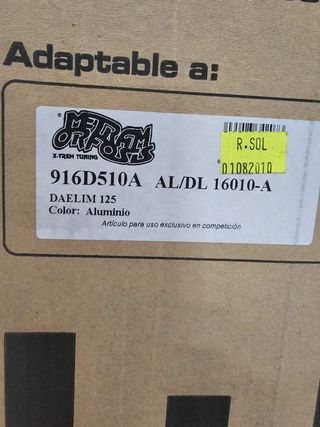 Adaptable a:
METRAKIT
X-TREM TUNING
R.SOL
01082010
916D510A AL/DL 16010-A
DAELIM 125
Color: Aluminio
Artículo para uso exclusivo en competición